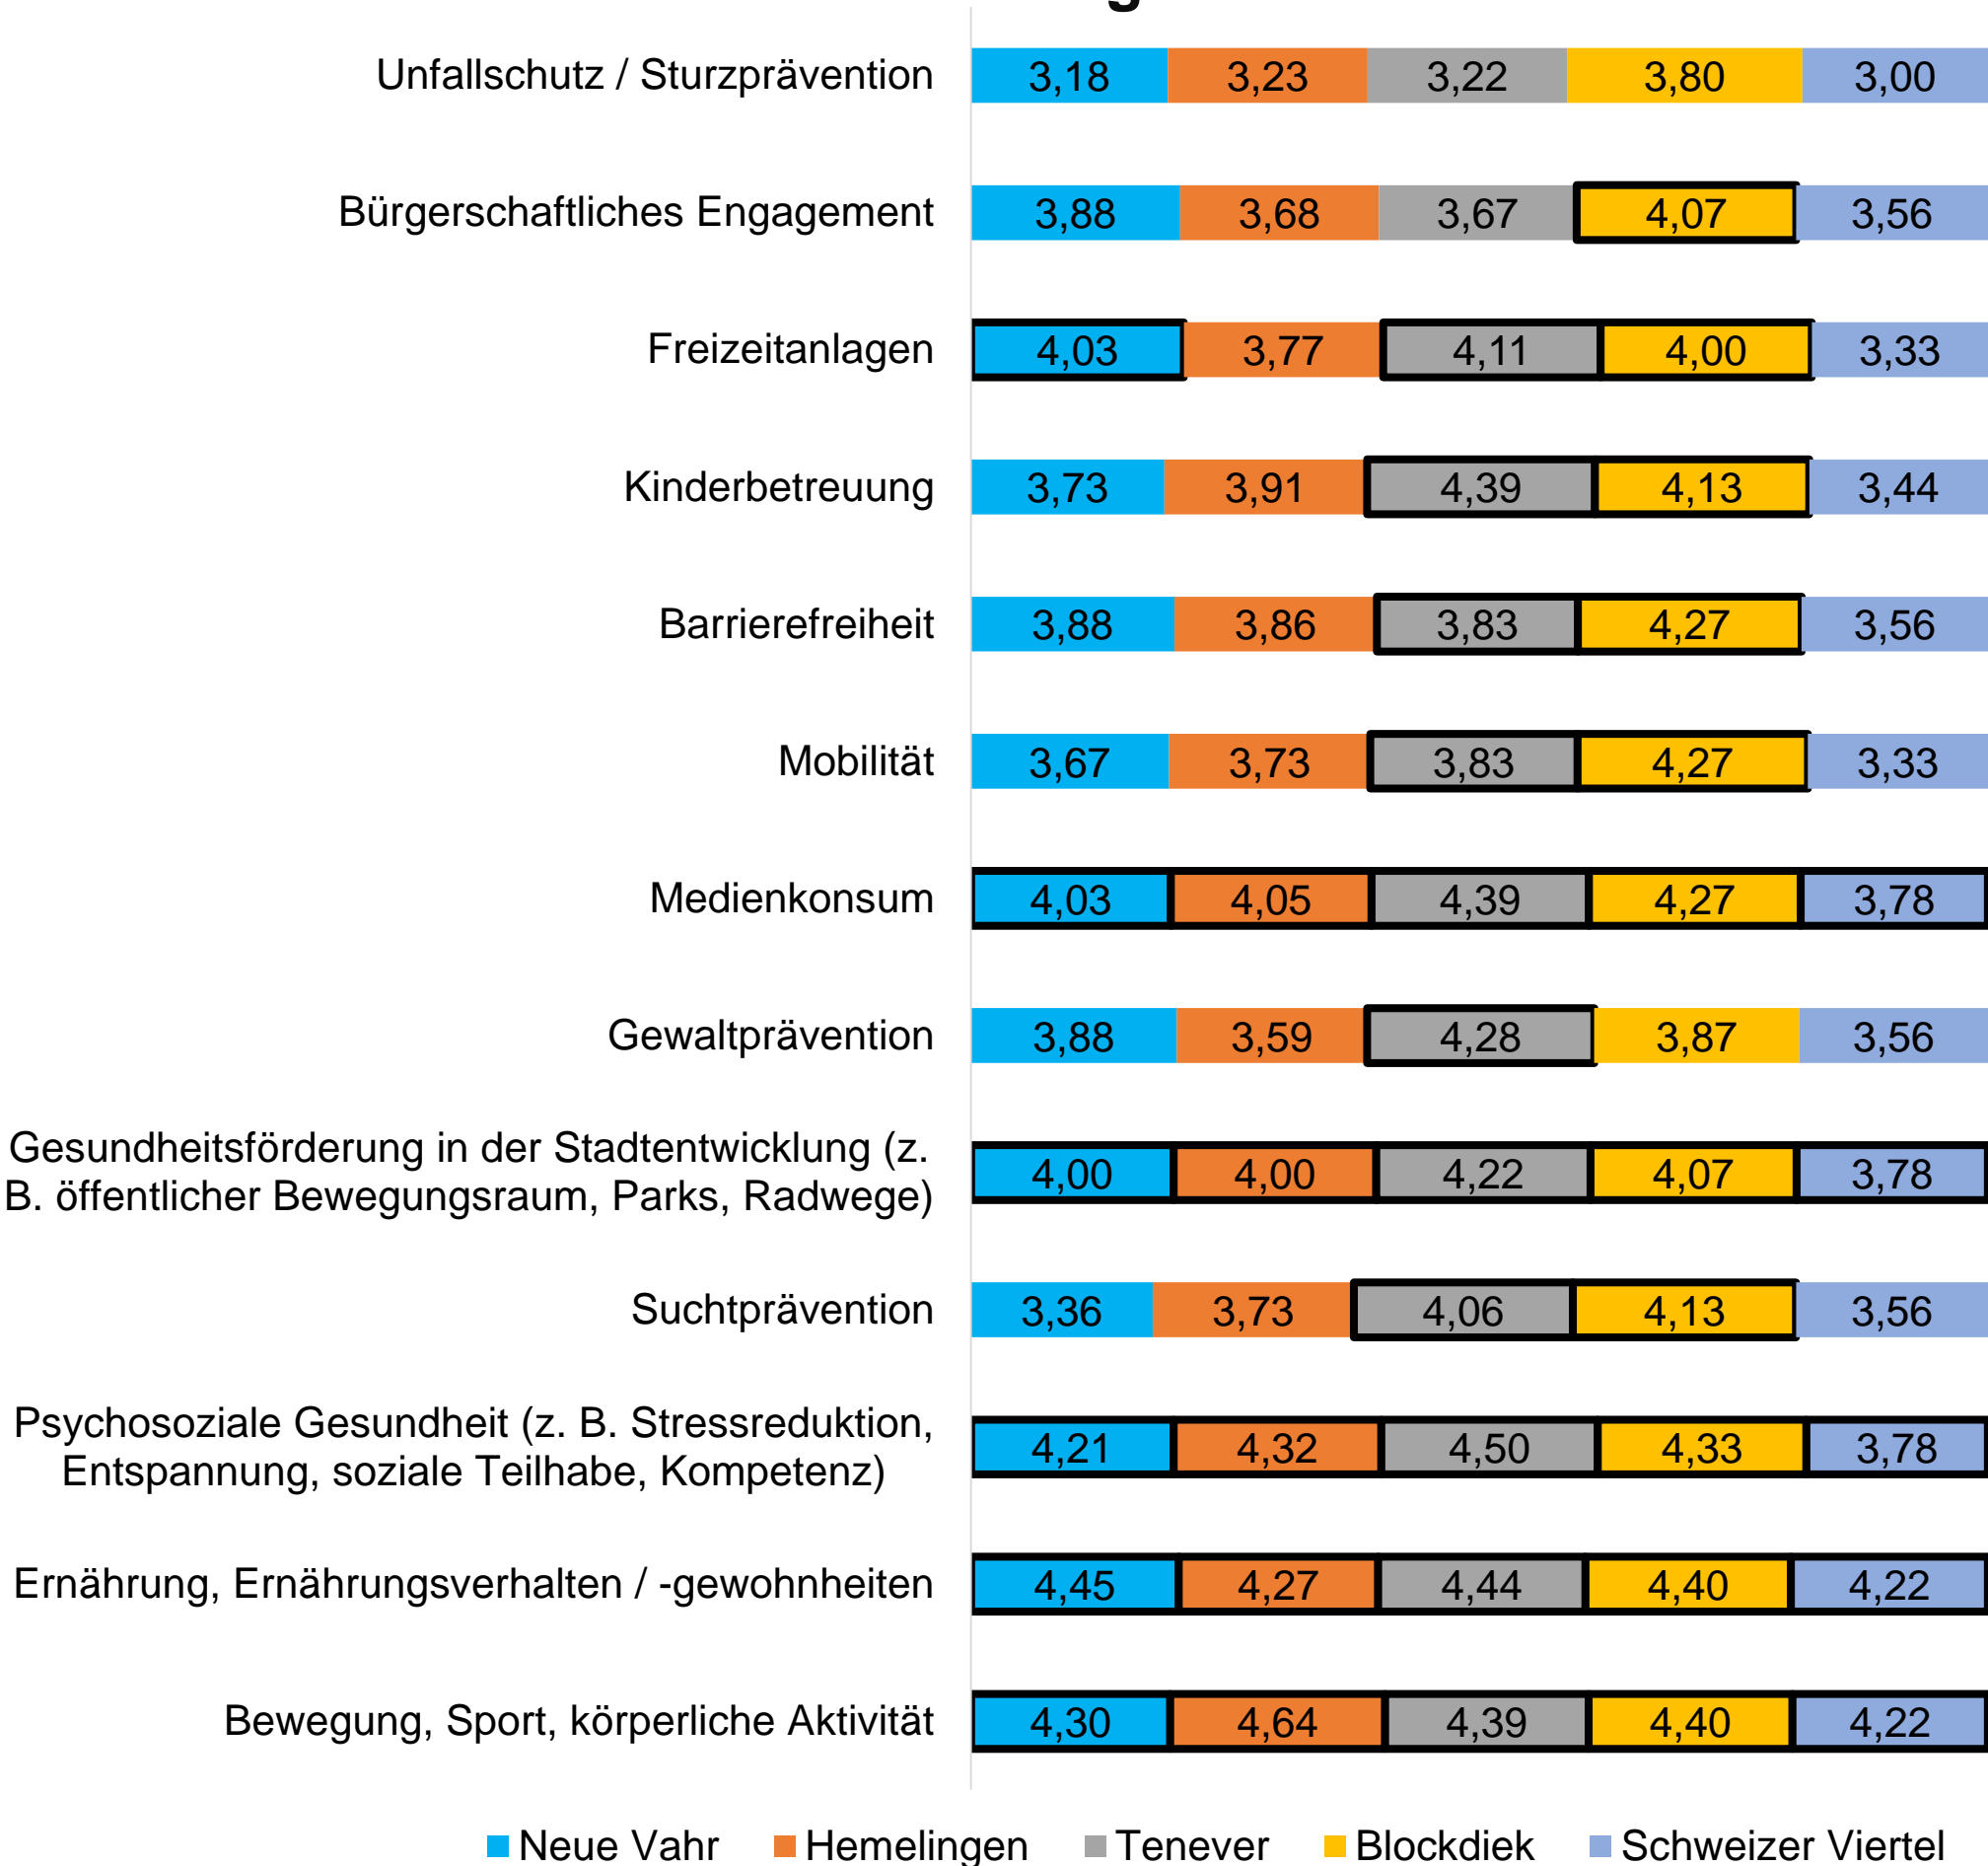 Unfallschutz / Sturzprävention 3,18 3,23 3,22 3,80 3,00
Bürgerschaftliches Engagement 3,88 3,68 3,67 4,07 3,56
Freizeitanlagen 4,03 3,77 4,11 4,00 3,33
Kinderbetreuung 3,73 3,91 4,39 4,13 3,44
Barrierefreiheit 3,88 3,86 3,83 4,27 3,56
Mobilität 3,67 3,73 3,83 4,27 3,33
Medienkonsum 4,03 4,05 4,39 4,27 3,78
Gewaltprävention 3,88 3,59 4,28 3,87 3,56
Gesundheitsförderung in der Stadtentwicklung (z.
B. öffentlicher Bewegungsraum, Parks, Radwege)
4,00 4,00 4,22 4,07 3,78
Suchtprävention 3,36 3,73 4,06 4,13 3,56
Psychosoziale Gesundheit (z. B. Stressreduktion,
Entspannung, soziale Teilhabe, Kompetenz)
4,21 4,32 4,50 4,33 3,78
Ernährung, Ernährungsverhalten / -gewohnheiten 4,45 4,27 4,44 4,40 4,22
Bewegung, Sport, körperliche Aktivität 4,30 4,64 4,39 4,40 4,22
Neue Vahr Hemelingen Tenever Blockdiek Schweizer Viertel